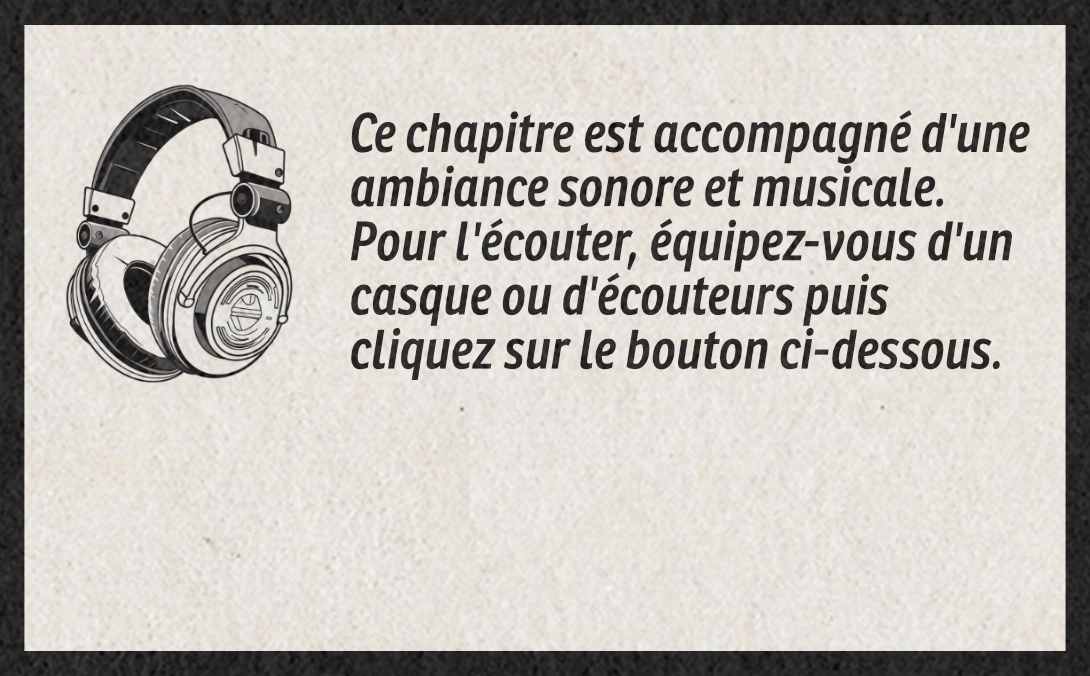 Ce chapitre est accompagné d'une
ambiance sonore et musicale.
Pour l'écouter, équipez-vous d'un
casque ou d'écouteurs puis
cliquez sur le bouton ci-dessous.